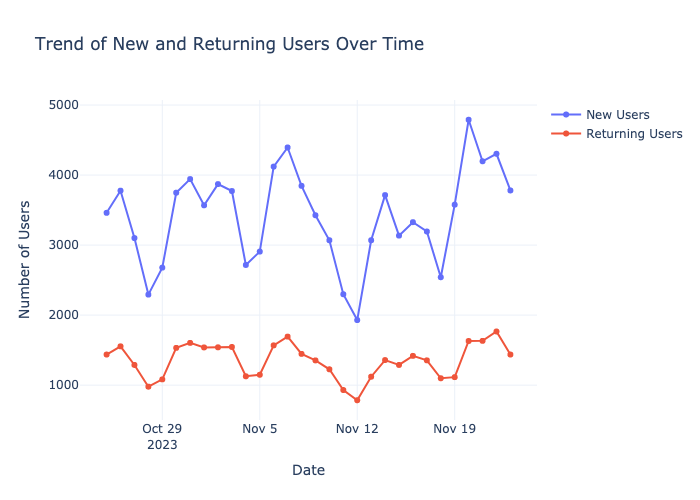 Trend of New and Returning Users Over Time
5000
4000
3000
2000
1000
Number of Users
Oct 29
2023
Nov 5
Nov 12
Nov 19
Date
New Users
Returning Users